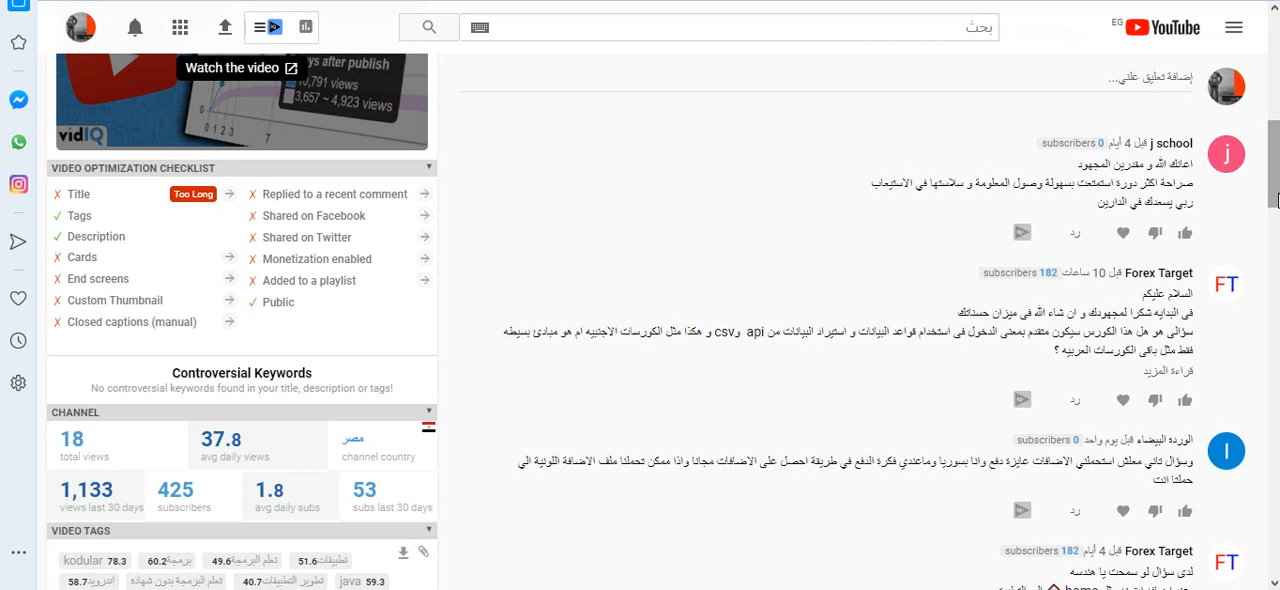 بحث
EG
YouTube
Watch the video
ys after publish
10,791 views
3,657 ~ 4,923 views
0 1 2 3 7
vidIQ
VIDEO OPTIMIZATION CHECKLIST
Title Too Long
Tags
Description
Cards
End screens
Custom Thumbnail
Closed captions (manual)
Replied to a recent comment
Shared on Facebook
Shared on Twitter
Monetization enabled
Added to a playlist
Public
Controversial Keywords
No controversial keywords found in your title, description or tags!
CHANNEL
18
total views
37.8
avg daily views
مصر
channel country
1,133
views last 30 days
425
subscribers
1.8
avg daily subs
53
subs last 30 days
VIDEO TAGS
kodular 78.3 برمجة 60.2 تعلم البرمجة 49.6 تطبيقات 51.6
اندرويد 58.7 تعلم البرمجة بدون شهاده تطوير التطبيقات 40.7 java 59.3
إضافة تعليق علني...
j
j school قبل 4 أيام 0 subscribers
اعانك الله و مقدرين المجهود
صراحة اكثر دورة استمتعت بسهولة وصول المعلومة و سلاستها في الاستيعاب
ربي يسعدك في الدارين
رد
FT
Forex Target قبل 10 ساعات 182 subscribers
السلام عليكم
فى البدايه شكرا لمجهودك و ان شاء الله فى ميزان حسناتك
سؤالى هو هل هذا الكورس سيكون متقدم بمعنى الدخول فى استخدام قواعد البيانات و استيراد البيانات من api وcsv و هكذا مثل الكورسات الاجنبيه ام هو مبادئ بسيطه
فقط مثل باقى الكورسات العربيه ؟
قراءة المزيد
رد
ا
الورده البيضاء قبل يوم واحد 0 subscribers
وسؤال تاني معلش استحملني الاضافات عايزة دفع وانا بسوريا وماعندي فكرة الدفع في طريقة احصل على الاضافات مجانا واذا ممكن تحملنا ملف الاضافة اللونية الي
حملتا انت
رد
FT
Forex Target قبل 4 أيام 182 subscribers
لدى سؤال لو سمحت يا هندسه
home